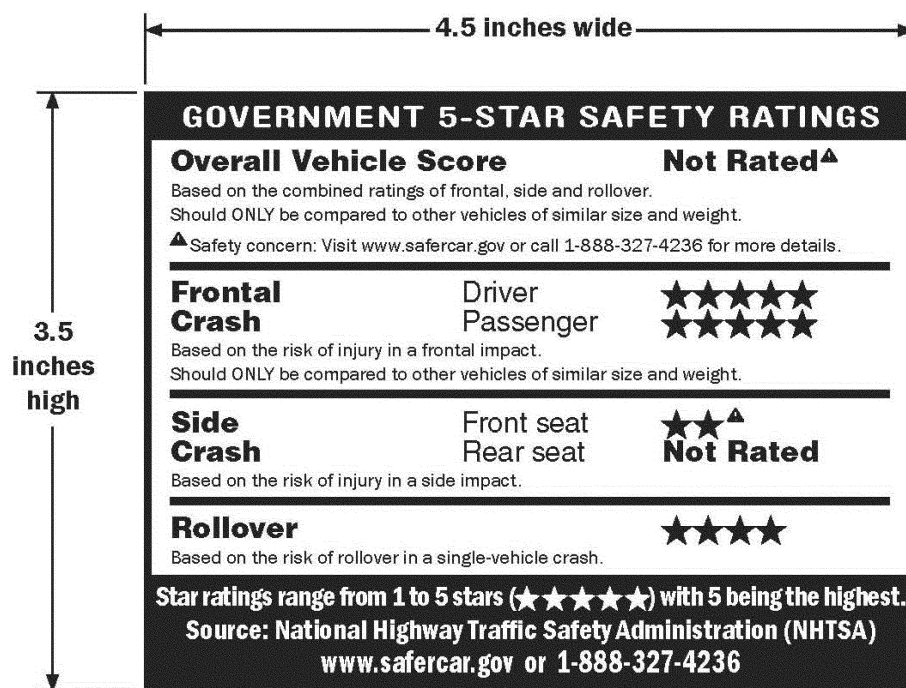 4.5 inches wide
3.5
inches
high
GOVERNMENT 5-STAR SAFETY RATINGS
Overall Vehicle Score Not Rated⚠
Based on the combined ratings of frontal, side and rollover.
Should ONLY be compared to other vehicles of similar size and weight.
⚠Safety concern: Visit www.safercar.gov or call 1-888-327-4236 for more details.
Frontal Driver ★★★★★
Crash Passenger ★★★★★
Based on the risk of injury in a frontal impact.
Should ONLY be compared to other vehicles of similar size and weight.
Side Front seat ★★⚠
Crash Rear seat Not Rated
Based on the risk of injury in a side impact.
Rollover ★★★★
Based on the risk of rollover in a single-vehicle crash.
Star ratings range from 1 to 5 stars (★★★★★) with 5 being the highest.
Source: National Highway Traffic Safety Administration (NHTSA)
www.safercar.gov or 1-888-327-4236